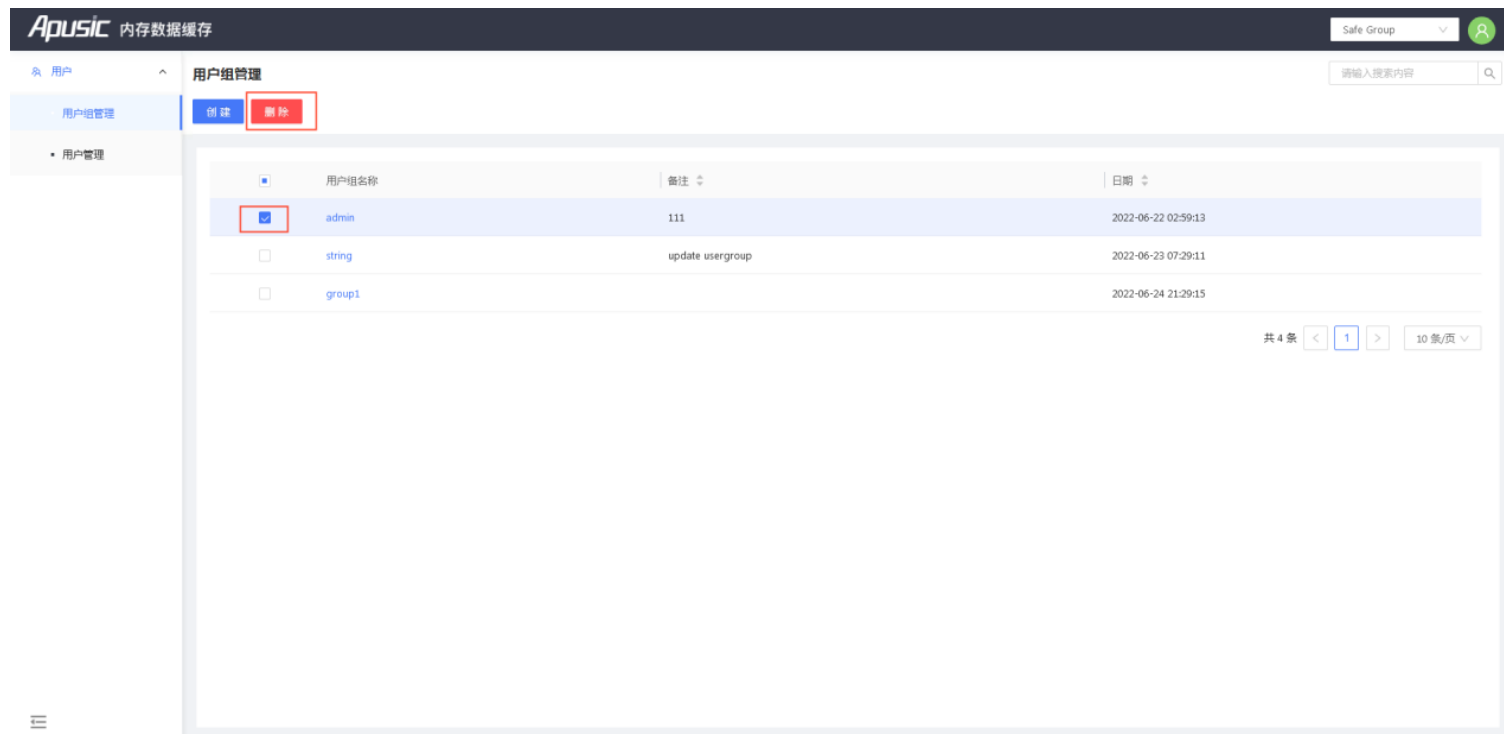 Apusic 内存数据缓存
Safe Group
用户
用户组管理
请输入搜索内容
用户组管理
创 建
删 除
用户管理
用户组名称
备注
日期
admin
111
2022-06-22 02:59:13
string
update usergroup
2022-06-23 07:29:11
group1
2022-06-24 21:29:15
共 4 条
1
10 条/页